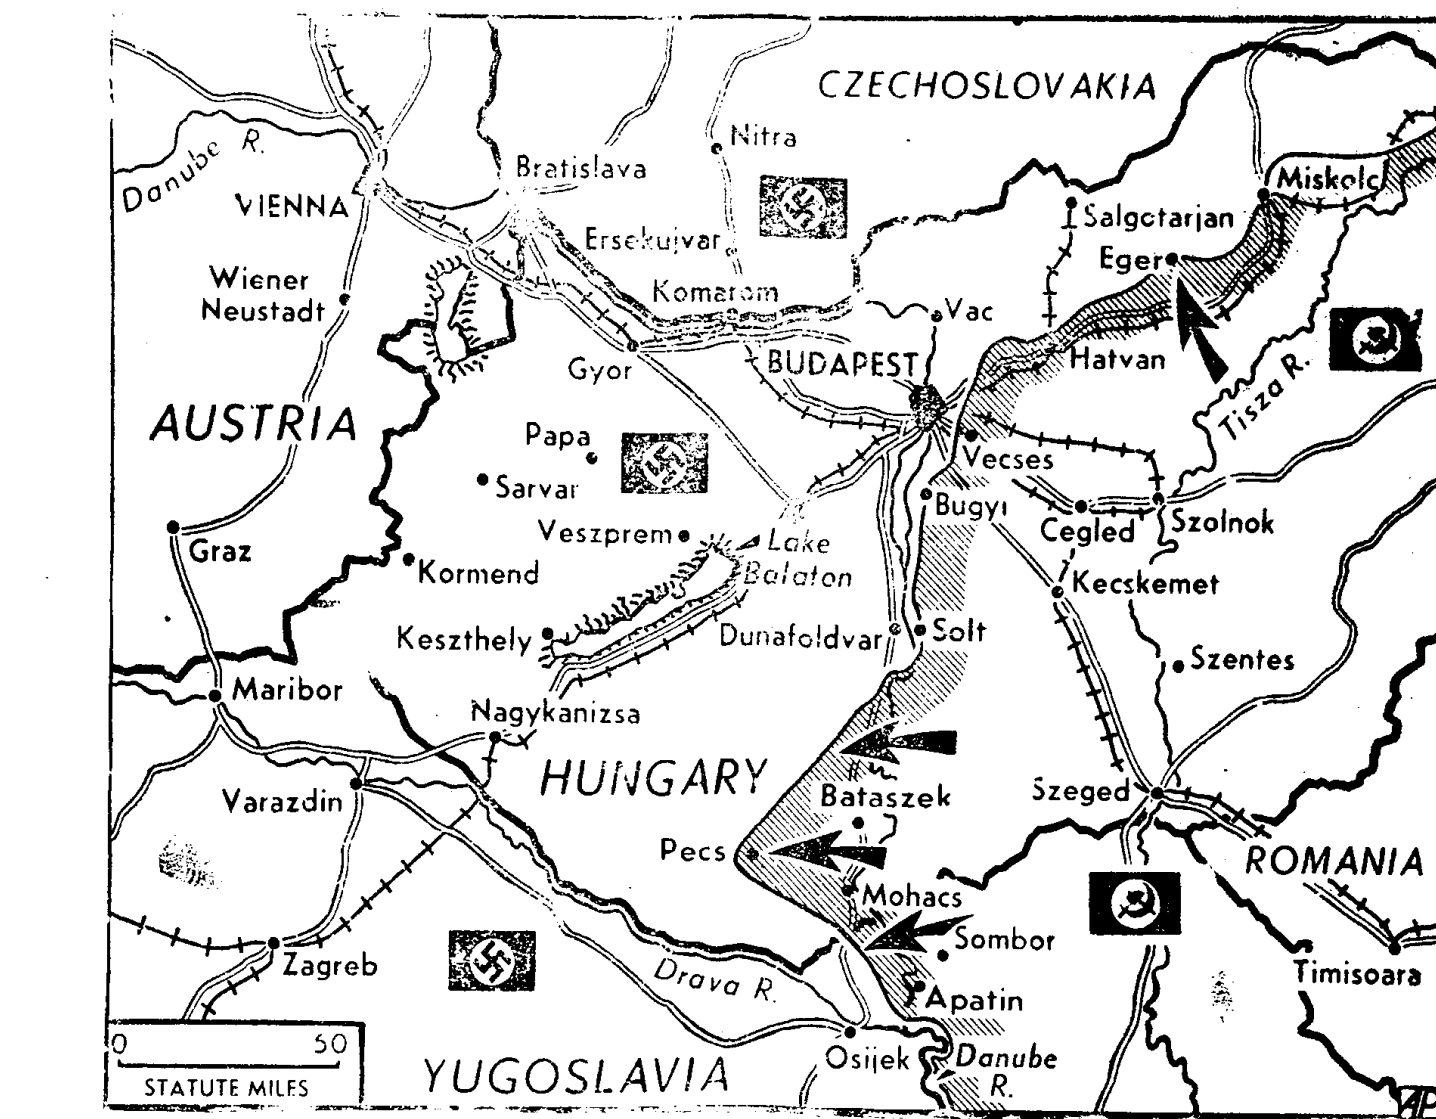 CZECHOSLOVAKIA
Nitra
Danube R.
Bratislava
VIENNA
Miskolc
Salgotarjan
Ersekujvar
Eger
Wiener
Neustadt
Komarom
Vac
Gyor
BUDAPEST
Hatvan
Tisza R.
AUSTRIA
Papa
Vecses
Sarvar
Bugyi
Cegled
Szolnok
Veszprem
Lake
Balaton
Graz
Kormend
Kecskemet
Keszthely
Dunafoldvar
Solt
Szentes
Maribor
Nagykanizsa
HUNGARY
Varazdin
Bataszek
Szeged
Pecs
ROMANIA
Mohacs
Sombor
Zagreb
Drava R.
Timisoara
Apatin
Osijek
Danube
R.
YUGOSLAVIA
0 50
STATUTE MILES
AP